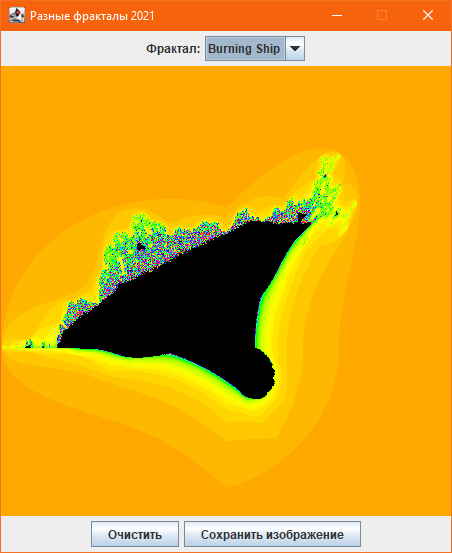 Разные фракталы 2021
Фрактал: Burning Ship
Очистить Сохранить изображение